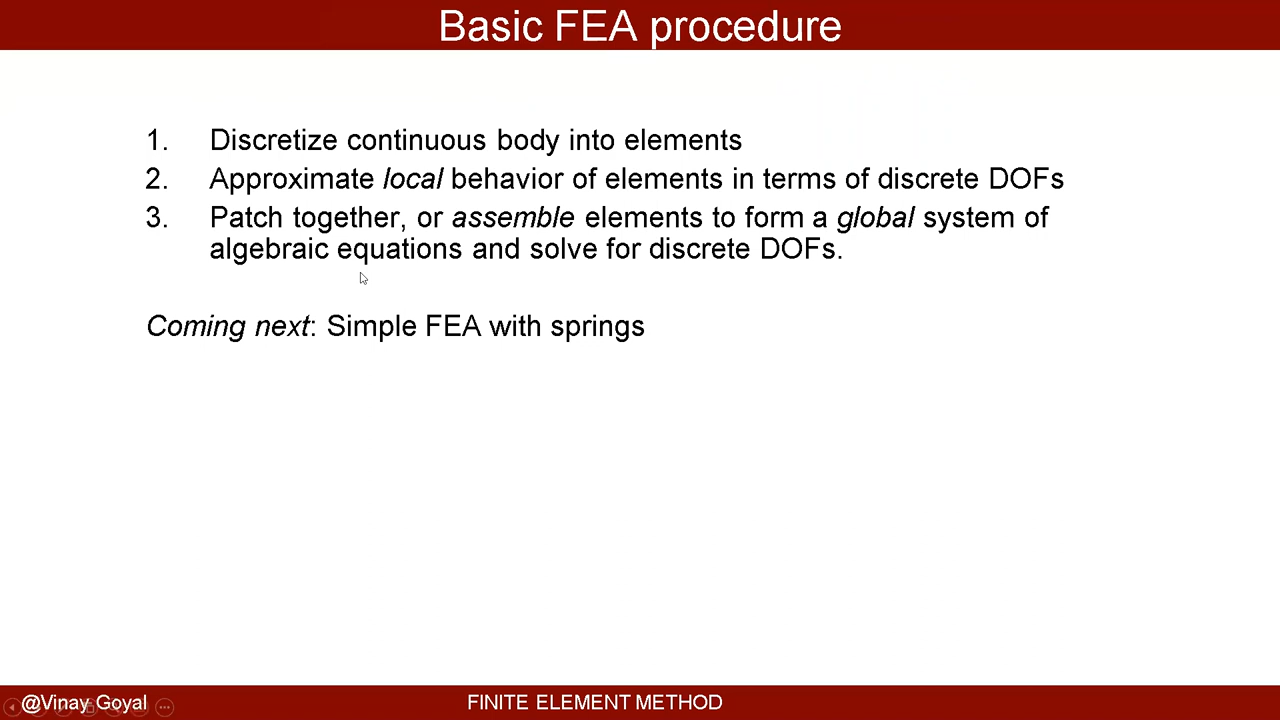 Basic FEA procedure
1. Discretize continuous body into elements
2. Approximate local behavior of elements in terms of discrete DOFs
3. Patch together, or assemble elements to form a global system of
algebraic equations and solve for discrete DOFs.
Coming next: Simple FEA with springs
@Vinay Goyal
FINITE ELEMENT METHOD